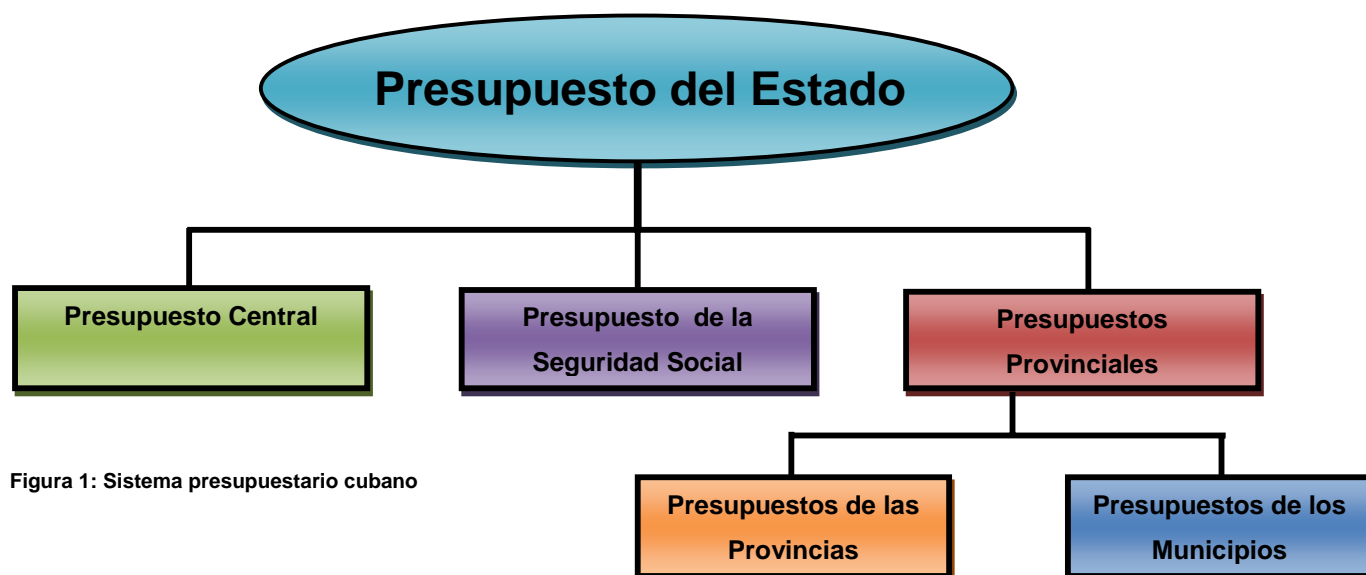 Presupuesto del Estado
Presupuesto Central
Presupuesto de la
Seguridad Social
Presupuestos
Provinciales
Figura 1: Sistema presupuestario cubano
Presupuestos de las
Provincias
Presupuestos de los
Municipios